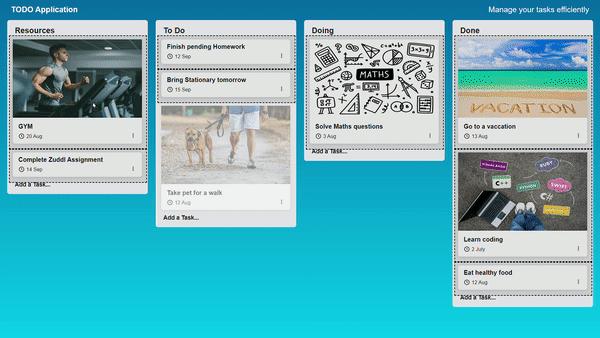 TODO Application
Manage your tasks efficiently
Resources
GYM
20 Aug
Complete Zuddl Assignment
14 Sep
Add a Task...
To Do
Finish pending Homework
12 Sep
Bring Stationary tomorrow
15 Sep
Take pet for a walk
12 Aug
Add a Task...
Doing
MATHS
Solve Maths questions
3 Aug
Add a Task...
Done
VACATION
Go to a vaccation
13 Aug
RUBY
C++
PYTHON
SWIFT
C#
Learn coding
2 July
Eat healthy food
12 Aug
Add a Task...